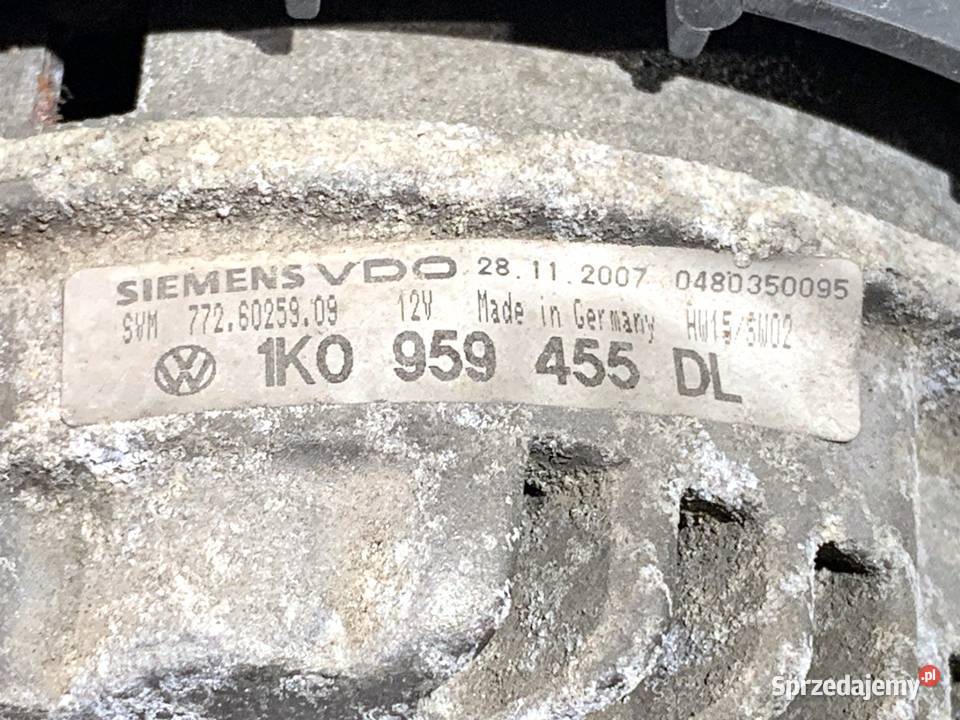 SIEMENS VDO 28.11.2007 0480350095
SVM 772.60259.09 12V Made in Germany HW15/SW02
1K0 959 455 DL
Sprzedajemy.pl